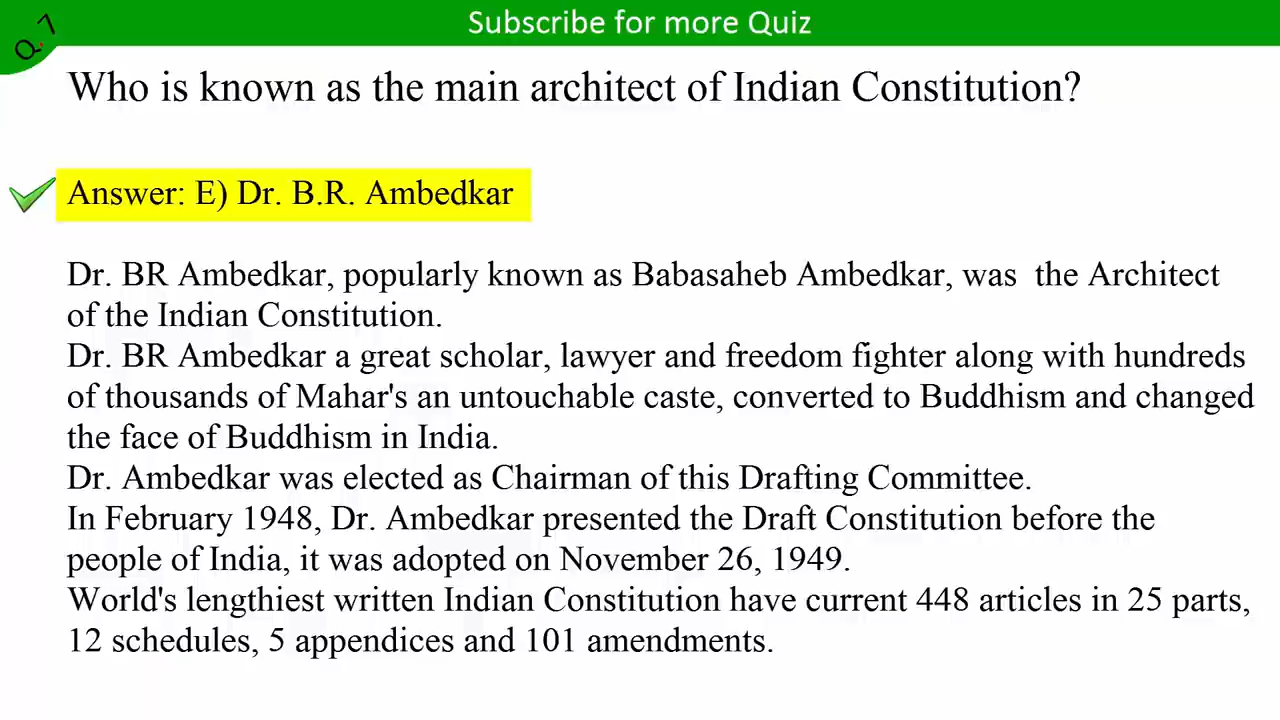 Subscribe for more Quiz
Q.7
Who is known as the main architect of Indian Constitution?
Answer: E) Dr. B.R. Ambedkar
Dr. BR Ambedkar, popularly known as Babasaheb Ambedkar, was  the Architect
of the Indian Constitution.
Dr. BR Ambedkar a great scholar, lawyer and freedom fighter along with hundreds
of thousands of Mahar's an untouchable caste, converted to Buddhism and changed
the face of Buddhism in India.
Dr. Ambedkar was elected as Chairman of this Drafting Committee.
In February 1948, Dr. Ambedkar presented the Draft Constitution before the
people of India, it was adopted on November 26, 1949.
World's lengthiest written Indian Constitution have current 448 articles in 25 parts,
12 schedules, 5 appendices and 101 amendments.